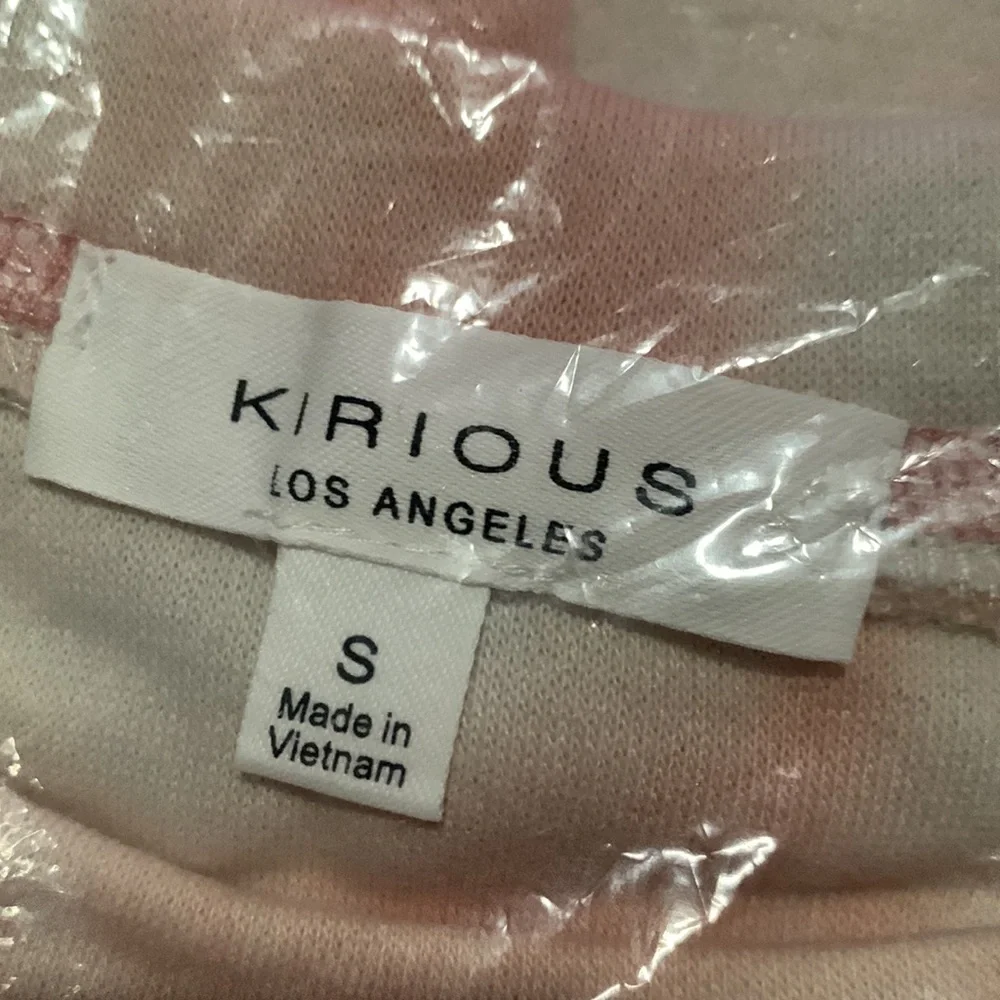 KIRIOUS
LOS ANGELES
S
Made in
Vietnam